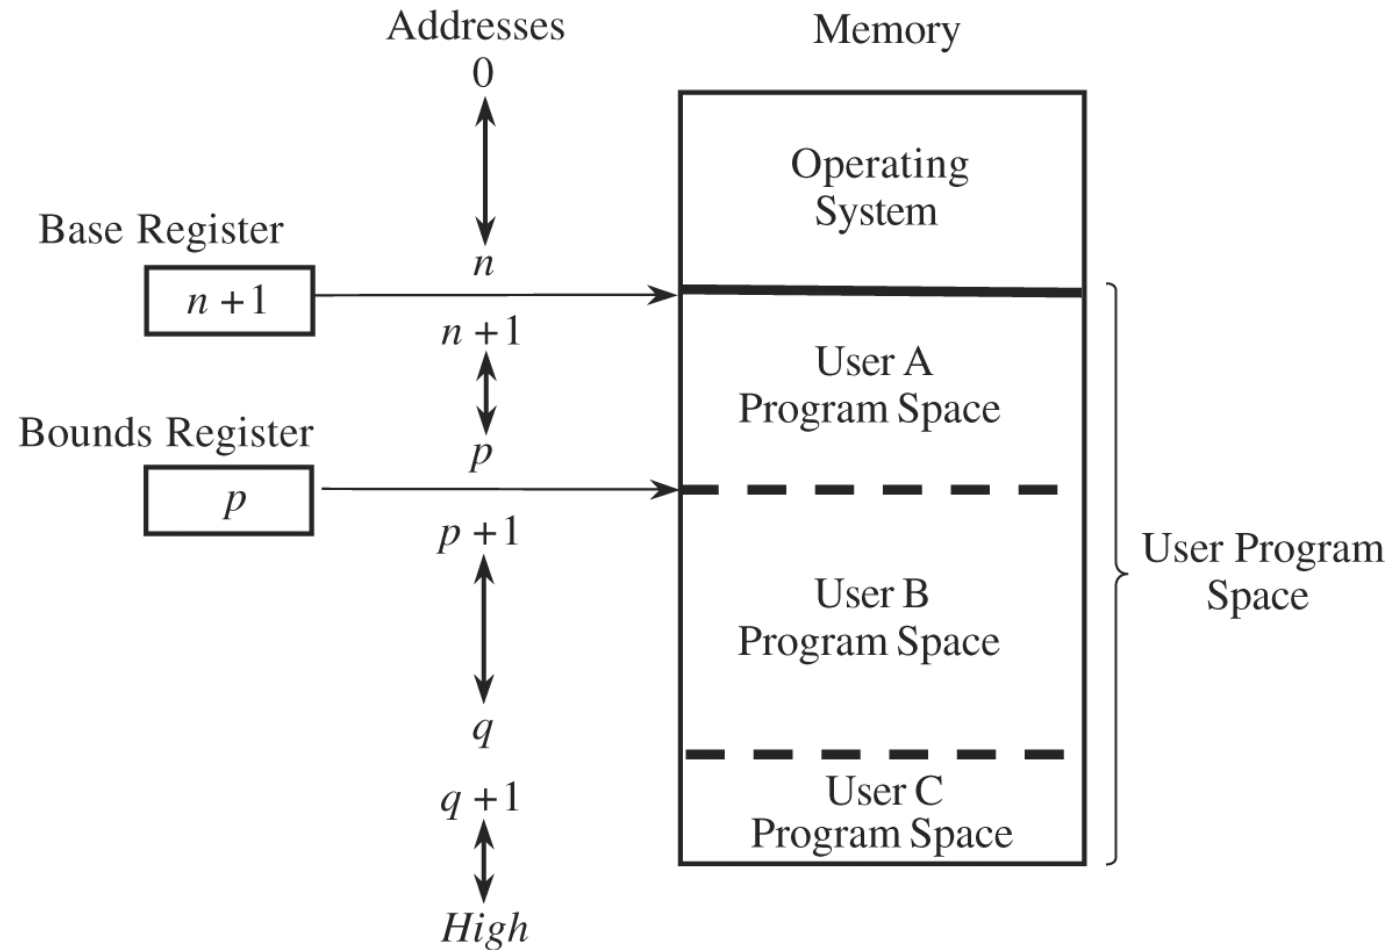 Addresses
Memory
0
Operating
System
Base Register
n
n + 1
n + 1
User A
Program Space
Bounds Register
p
p
p + 1
User Program
Space
User B
Program Space
q
q + 1
User C
Program Space
High